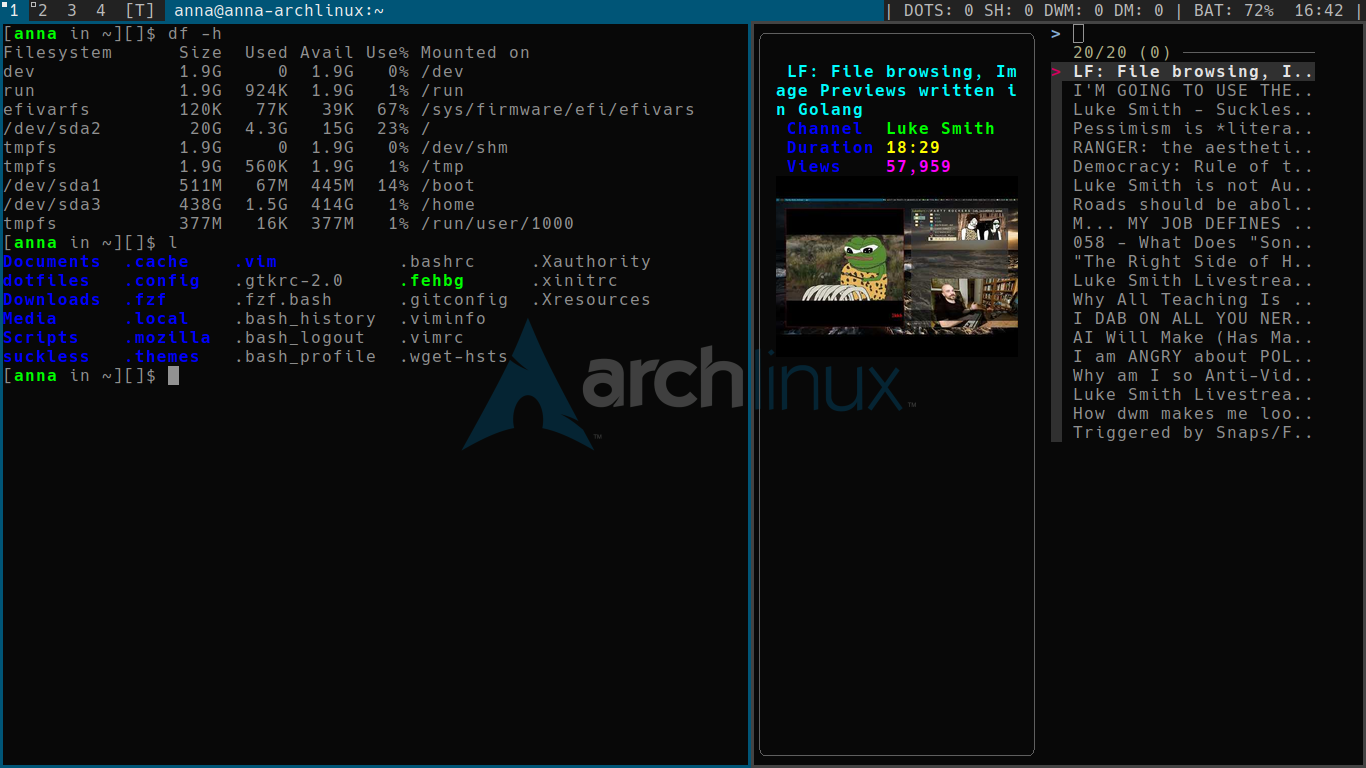 1 2 3 4 [T] anna@anna-archlinux:~ | DOTS: 0 SH: 0 DWM: 0 DM: 0 | BAT: 72% 16:42 |
[anna in ~][]$ df -h
Filesystem Size Used Avail Use% Mounted on
dev 1.9G 0 1.9G 0% /dev
run 1.9G 924K 1.9G 1% /run
efivarfs 120K 77K 39K 67% /sys/firmware/efi/efivars
/dev/sda2 20G 4.3G 15G 23% /
tmpfs 1.9G 0 1.9G 0% /dev/shm
tmpfs 1.9G 560K 1.9G 1% /tmp
/dev/sda1 511M 67M 445M 14% /boot
/dev/sda3 438G 1.5G 414G 1% /home
tmpfs 377M 16K 377M 1% /run/user/1000
[anna in ~][]$ l
Documents .cache .vim .bashrc .Xauthority
dotfiles .config .gtkrc-2.0 .fehbg .xinitrc
Downloads .fzf .fzf.bash .gitconfig .Xresources
Media .local .bash_history .viminfo
Scripts .mozilla .bash_logout .vimrc
suckless .themes .bash_profile .wget-hsts
[anna in ~][]$
archlinux™
™
LF: File browsing, Im
age Previews written i
n Golang
Channel Luke Smith
Duration 18:29
Views 57,959
>
20/20 (0)
> LF: File browsing, I..
I'M GOING TO USE THE..
Luke Smith - Suckles..
Pessimism is *litera..
RANGER: the aestheti..
Democracy: Rule of t..
Luke Smith is not Au..
Roads should be abol..
M... MY JOB DEFINES ..
058 - What Does "Son..
"The Right Side of H..
Luke Smith Livestrea..
Why All Teaching Is ..
I DAB ON ALL YOU NER..
AI Will Make (Has Ma..
I am ANGRY about POL..
Why am I so Anti-Vid..
Luke Smith Livestrea..
How dwm makes me loo..
Triggered by Snaps/F..